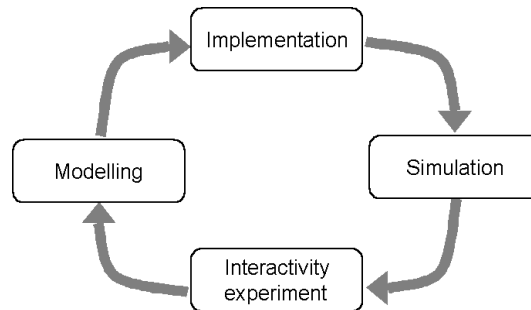 Implementation
Modelling
Simulation
Interactivity
experiment